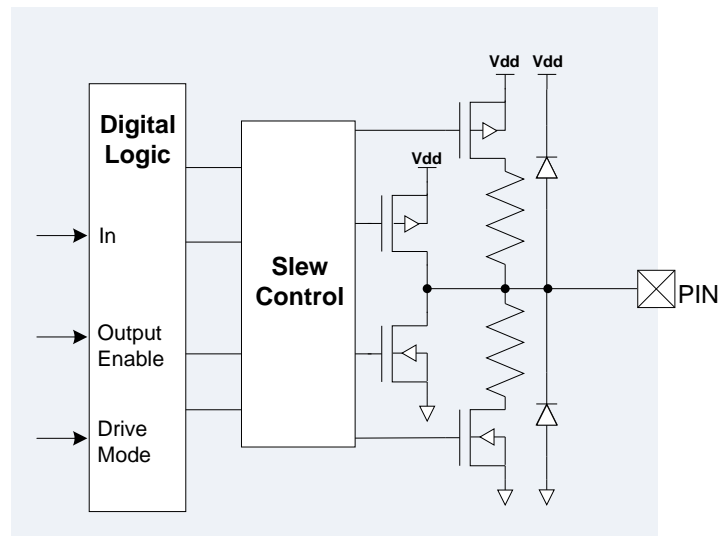 Vdd Vdd
Digital
Logic
Vdd
In
Slew
Control
PIN
Output
Enable
Drive
Mode